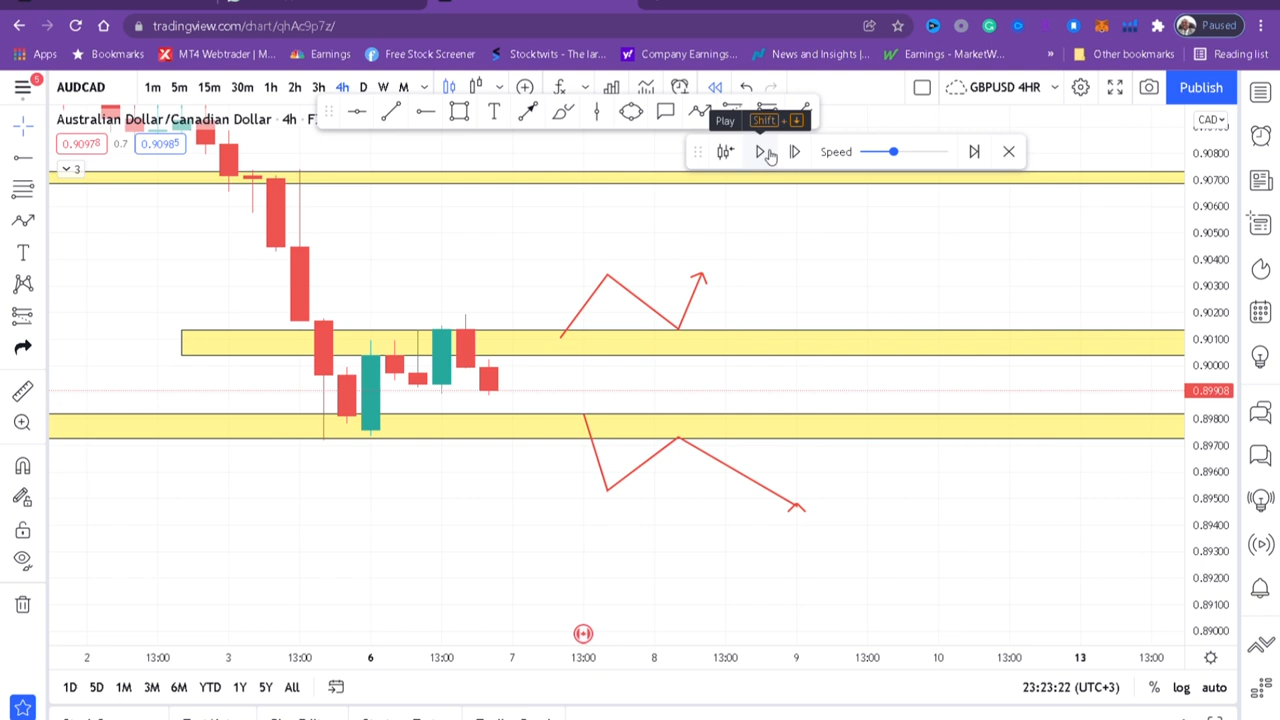 tradingview.com/chart/qhAc9p7z/
Paused
Apps
Bookmarks
MT4 Webtrader | M...
Earnings
Free Stock Screener
Stocktwits - The lar...
Company Earnings...
News and Insights |...
Earnings - MarketW...
»
Other bookmarks
Reading list
5
AUDCAD
1m 5m 15m 30m 1h 2h 3h 4h D W M
GBPUSD 4HR
Publish
Australian Dollar/Canadian Dollar · 4h · F
CAD
0.90978
0.7
0.90985
3
Play Shift +
Speed
0.90800
0.90700
0.90600
0.90500
0.90400
0.90300
0.90200
0.90100
0.90000
0.89908
0.89800
0.89700
0.89600
0.89500
0.89400
0.89300
0.89200
0.89100
0.89000
2 13:00 3 13:00 6 13:00 7 13:00 8 13:00 9 13:00 10 13:00 13 13:00
1D 5D 1M 3M 6M YTD 1Y 5Y All
23:23:22 (UTC+3)
% log auto